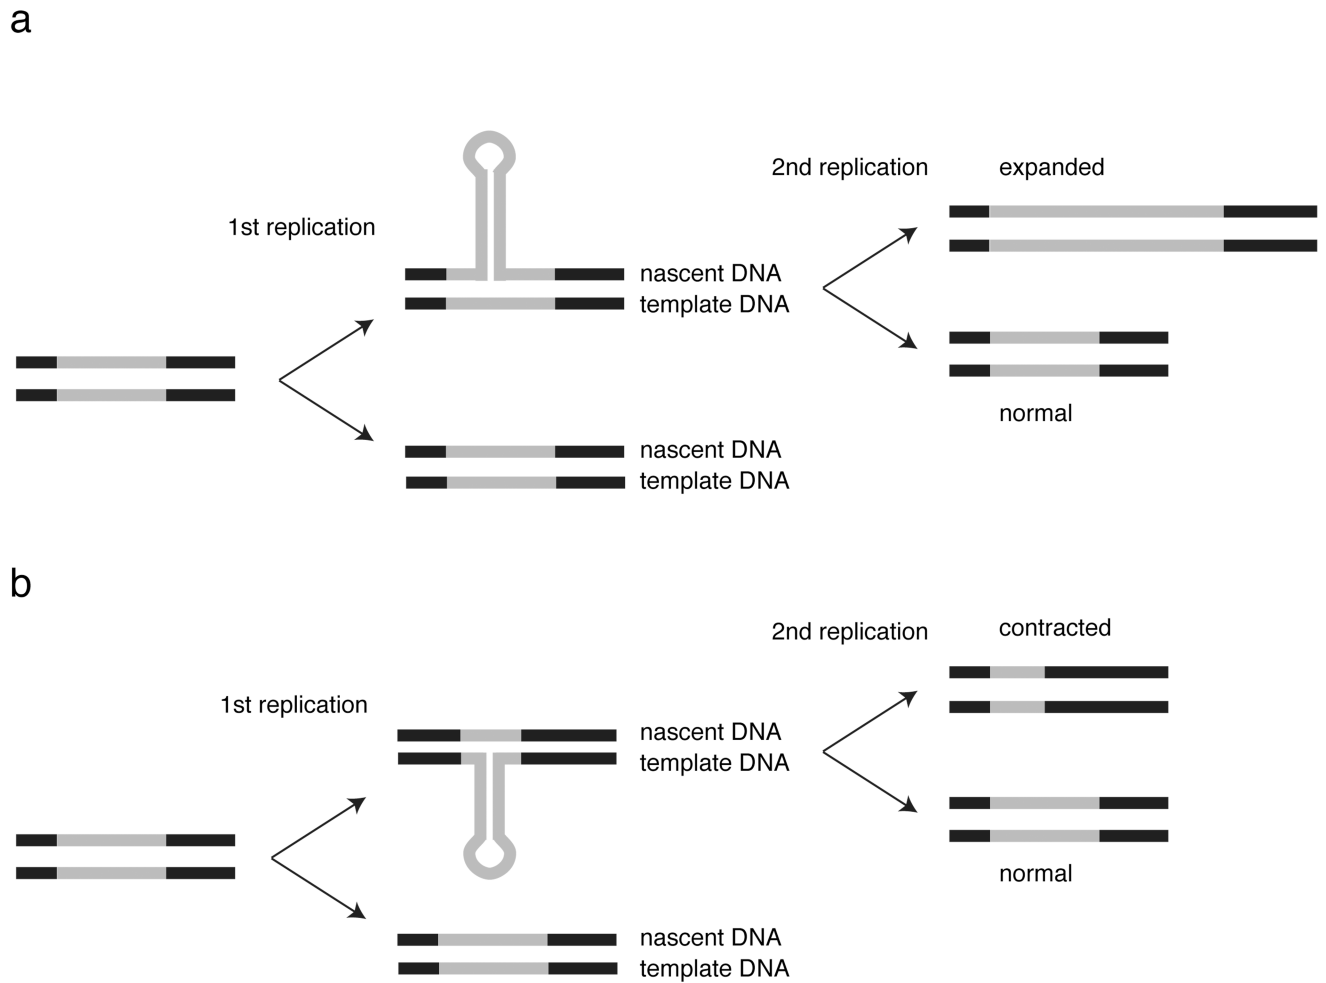 a
2nd replication
expanded
1st replication
nascent DNA
template DNA
normal
nascent DNA
template DNA
b
2nd replication
contracted
1st replication
nascent DNA
template DNA
normal
nascent DNA
template DNA